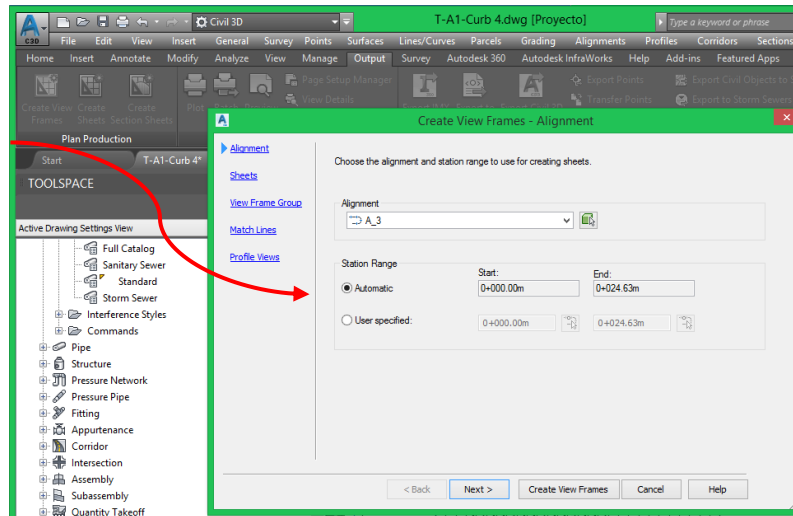 C3D Civil 3D T-A1-Curb 4.dwg [Proyecto] Type a keyword or phrase
File Edit View Insert General Survey Points Surfaces Lines/Curves Parcels Grading Alignments Profiles Corridors Sections
Home Insert Annotate Modify Analyze View Manage Output Survey Autodesk 360 Autodesk InfraWorks Help Add-ins Featured Apps
Page Setup Manager Export Points Export Civil Objects to
View Details Transfer Points Export to Storm Sewers
Create View Create Create Plot
Frames Sheets Section Sheets
Plan Production
Create View Frames - Alignment
Start T-A1-Curb 4*
TOOLSPACE
Active Drawing Settings View
Full Catalog
Sanitary Sewer
Standard
Storm Sewer
Interference Styles
Commands
Pipe
Structure
Pressure Network
Pressure Pipe
Fitting
Appurtenance
Corridor
Intersection
Assembly
Subassembly
Quantity Takeoff
Alignment
Sheets
View Frame Group
Match Lines
Profile Views
Choose the alignment and station range to use for creating sheets.
Alignment
A_3
Station Range
Start: End:
Automatic 0+000.00m 0+024.63m
User specified: 0+000.00m 0+024.63m
< Back Next > Create View Frames Cancel Help